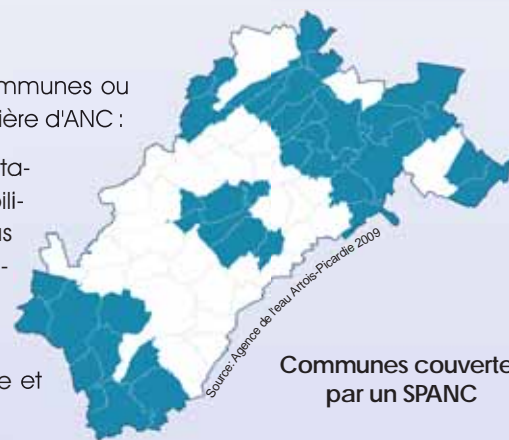 ommunes ou
ière d'ANC :
ta-
oili-
us
-
e et
Source: Agence de l'eau Artois-Picardie 2009
Communes couverte
par un SPANC